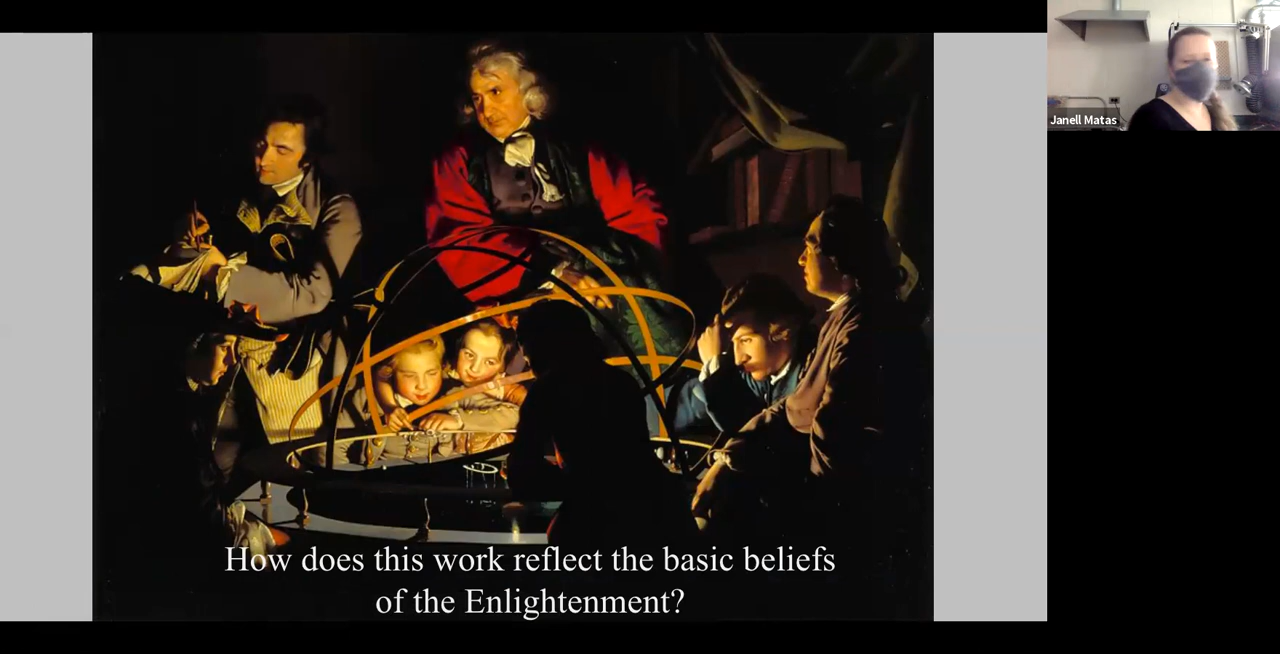 Janell Matas
How does this work reflect the basic beliefs
of the Enlightenment?